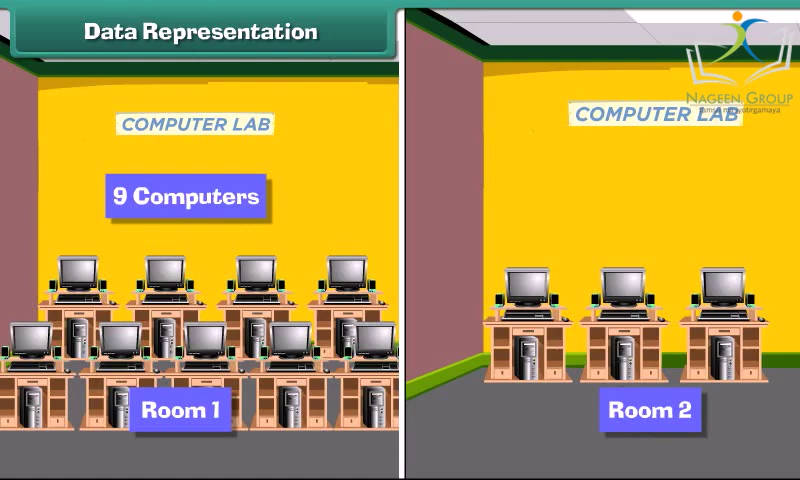 Data Representation
COMPUTER LAB
9 Computers
Room 1
NAGEEN GROUP
COMPUTER LAB
Room 2